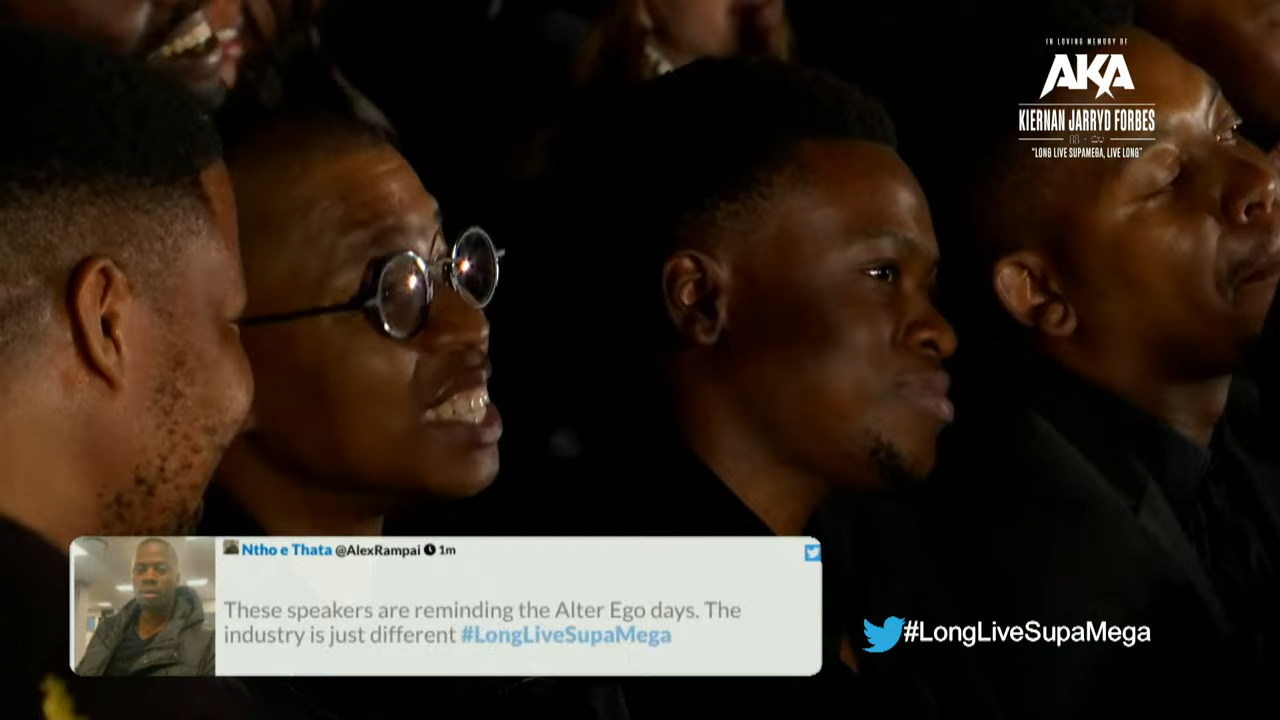 IN LOVING MEMORY OF
AKA
KIERNAN JARRYD FORBES
"LONG LIVE SUPAMEGA, LIVE LONG"
Ntho e Thata @AlexRampai 1m
These speakers are reminding the Alter Ego days. The
industry is just different #LongLiveSupaMega
#LongLiveSupaMega